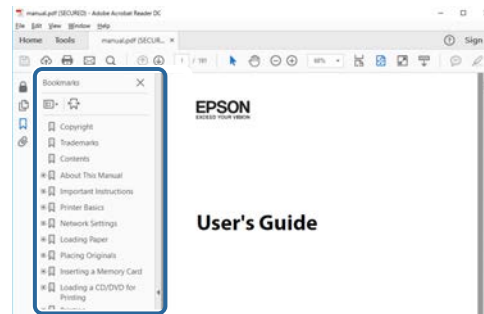 manual.pdf (SECURED) - Adobe Acrobat Reader DC
File Edit View Window Help
Home Tools manual.pdf (SECUR... × Sign
/ 181
Bookmarks
EPSON
EXCEED YOUR VISION
Copyright
Trademarks
Contents
About This Manual
Important Instructions
Printer Basics
Network Settings
User's Guide
Loading Paper
Placing Originals
Inserting a Memory Card
Loading a CD/DVD for
Printing